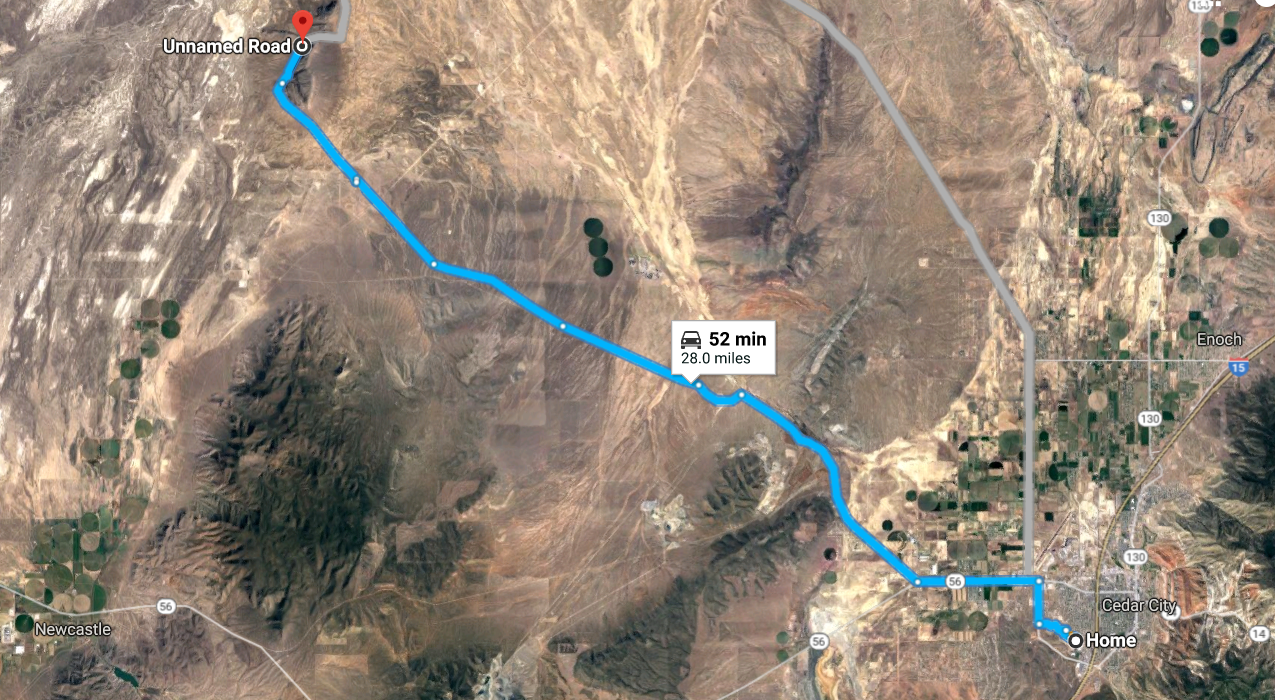 Unnamed Road
130
52 min
28.0 miles
Enoch
15
130
56
130
56
Cedar City
Newcastle
56
14
Home